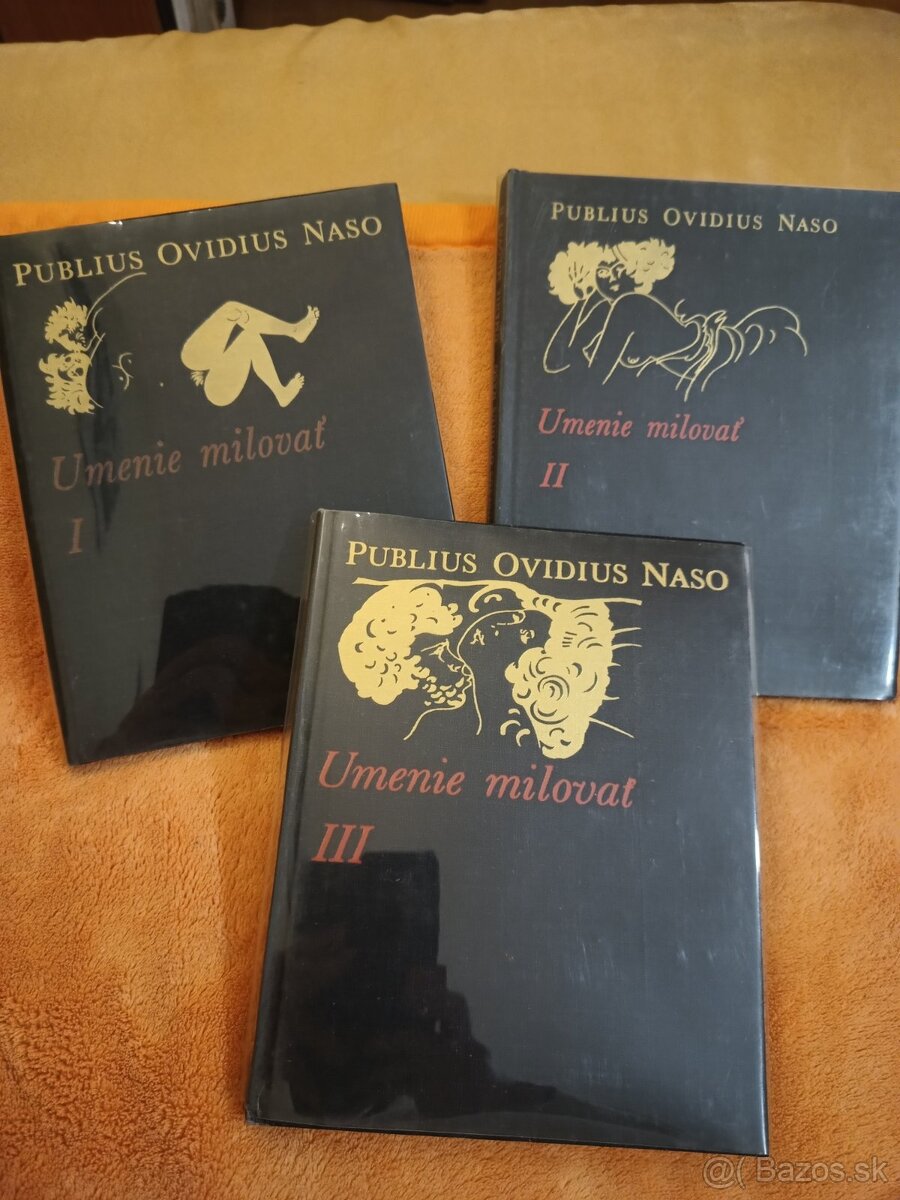 PUBLIUS OVIDIUS NASO
Umenie milovať
I
PUBLIUS OVIDIUS NASO
Umenie milovať
II
PUBLIUS OVIDIUS NASO
Umenie milovať
III
@( Bazos.sk